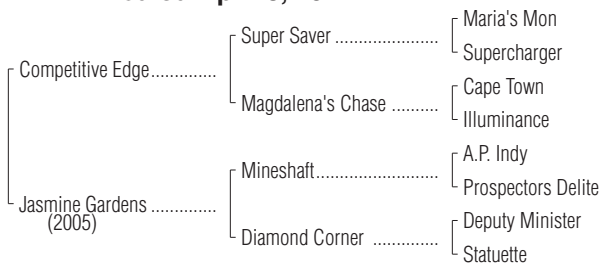 Maria's Mon
Super Saver ....................
Supercharger
Competitive Edge..............
Cape Town
Magdalena's Chase ..........
Illuminance
A.P. Indy
Mineshaft........................
Prospectors Delite
Jasmine Gardens ..............
(2005)
Deputy Minister
Diamond Corner ..............
Statuette